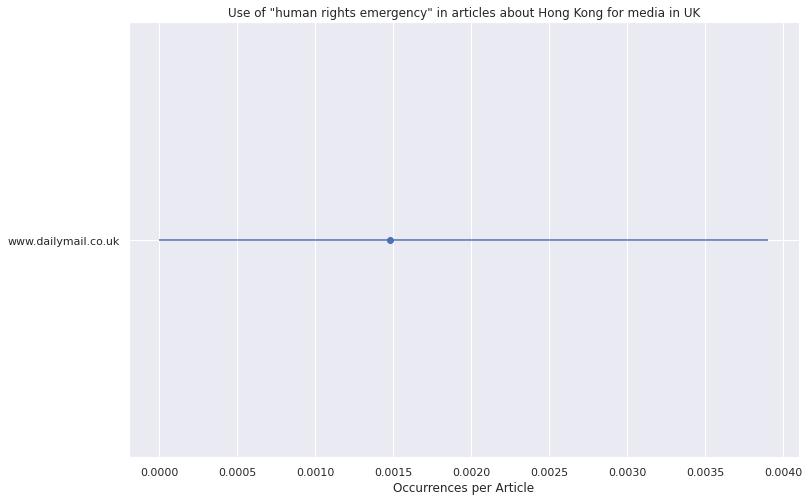 Use of "human rights emergency" in articles about Hong Kong for media in UK
www.dailymail.co.uk
0.0000 0.0005 0.0010 0.0015 0.0020 0.0025 0.0030 0.0035 0.0040
Occurrences per Article